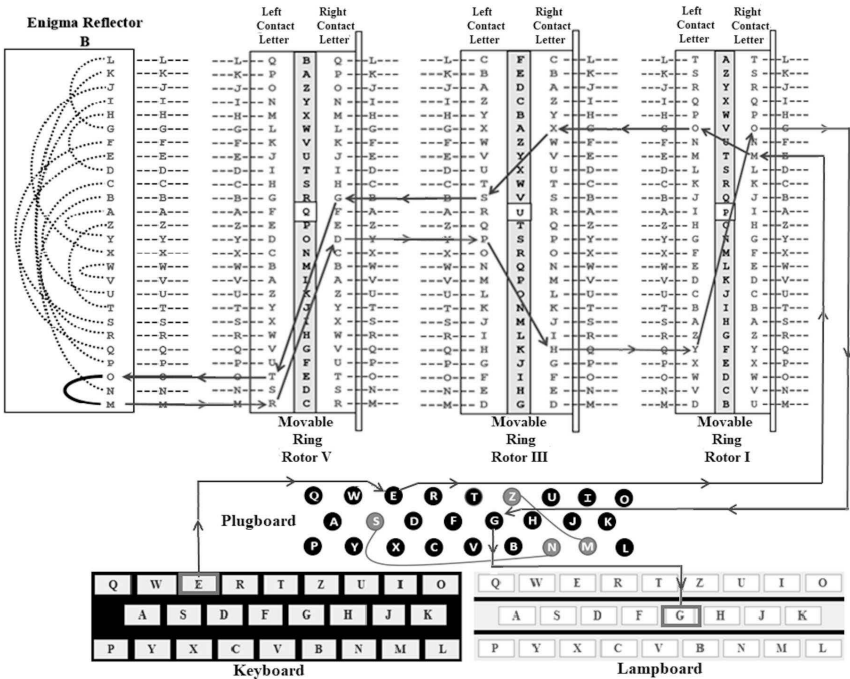 Enigma Reflector
B
Left Contact Letter Right Contact Letter Left Contact Letter Right Contact Letter Left Contact Letter Right Contact Letter
L L L Q B Q L L C F C L L T A T L
K K K P A P K K B E B K K S Z S K
J J J O Z O J J A D A J J R Y R J
I I I N Y N I I Z C Z I I Q X Q I
H H H M X M H H Y B Y H H P W P H
G G G L W L G G X A X G G O V O G
F F F K V K F F W Z W F F N U N F
E E E J U J E E V Y V E E M T M E
D D D I T I D D U X U D D L S L D
C C C H S H C C T W T C C K R K C
B B B G R G B B S V S B B J Q J B
A A A F Q F A A R U R A A I P I A
Z Z Z E P E Z Z Q T Q Z Z H O H Z
Y Y Y D O D Y Y P S P Y Y G N G Y
X X X C N C X X O R O X X F M F X
W W W B M B W W N Q N W W E L E W
V V V A L A V V M P M V V D K D V
U U U Z K Z U U L O L U U C J C U
T T T Y J Y T T K N K T T B I B T
S S S X I X S S J M J S S A H A S
R R R W H W R R I L I R R Z G Z R
Q Q Q V G V Q Q H K H Q Q Y F Y Q
P P P U F U P P G J G P P X E X P
O O O T E T O O F I F O O W D W O
N N N S D S N N E H E N N V C V N
M M M R C R M M D G D M M U B U M
Movable Ring Rotor V
Movable Ring Rotor III
Movable Ring Rotor I
Plugboard
Q W E R T Z U I O
A S D F G H J K
P Y X C V B N M L
Q W E R T Z U I O
A S D F G H J K
P Y X C V B N M L
Keyboard
Q W E R T Z U I O
A S D F G H J K
P Y X C V B N M L
Lampboard